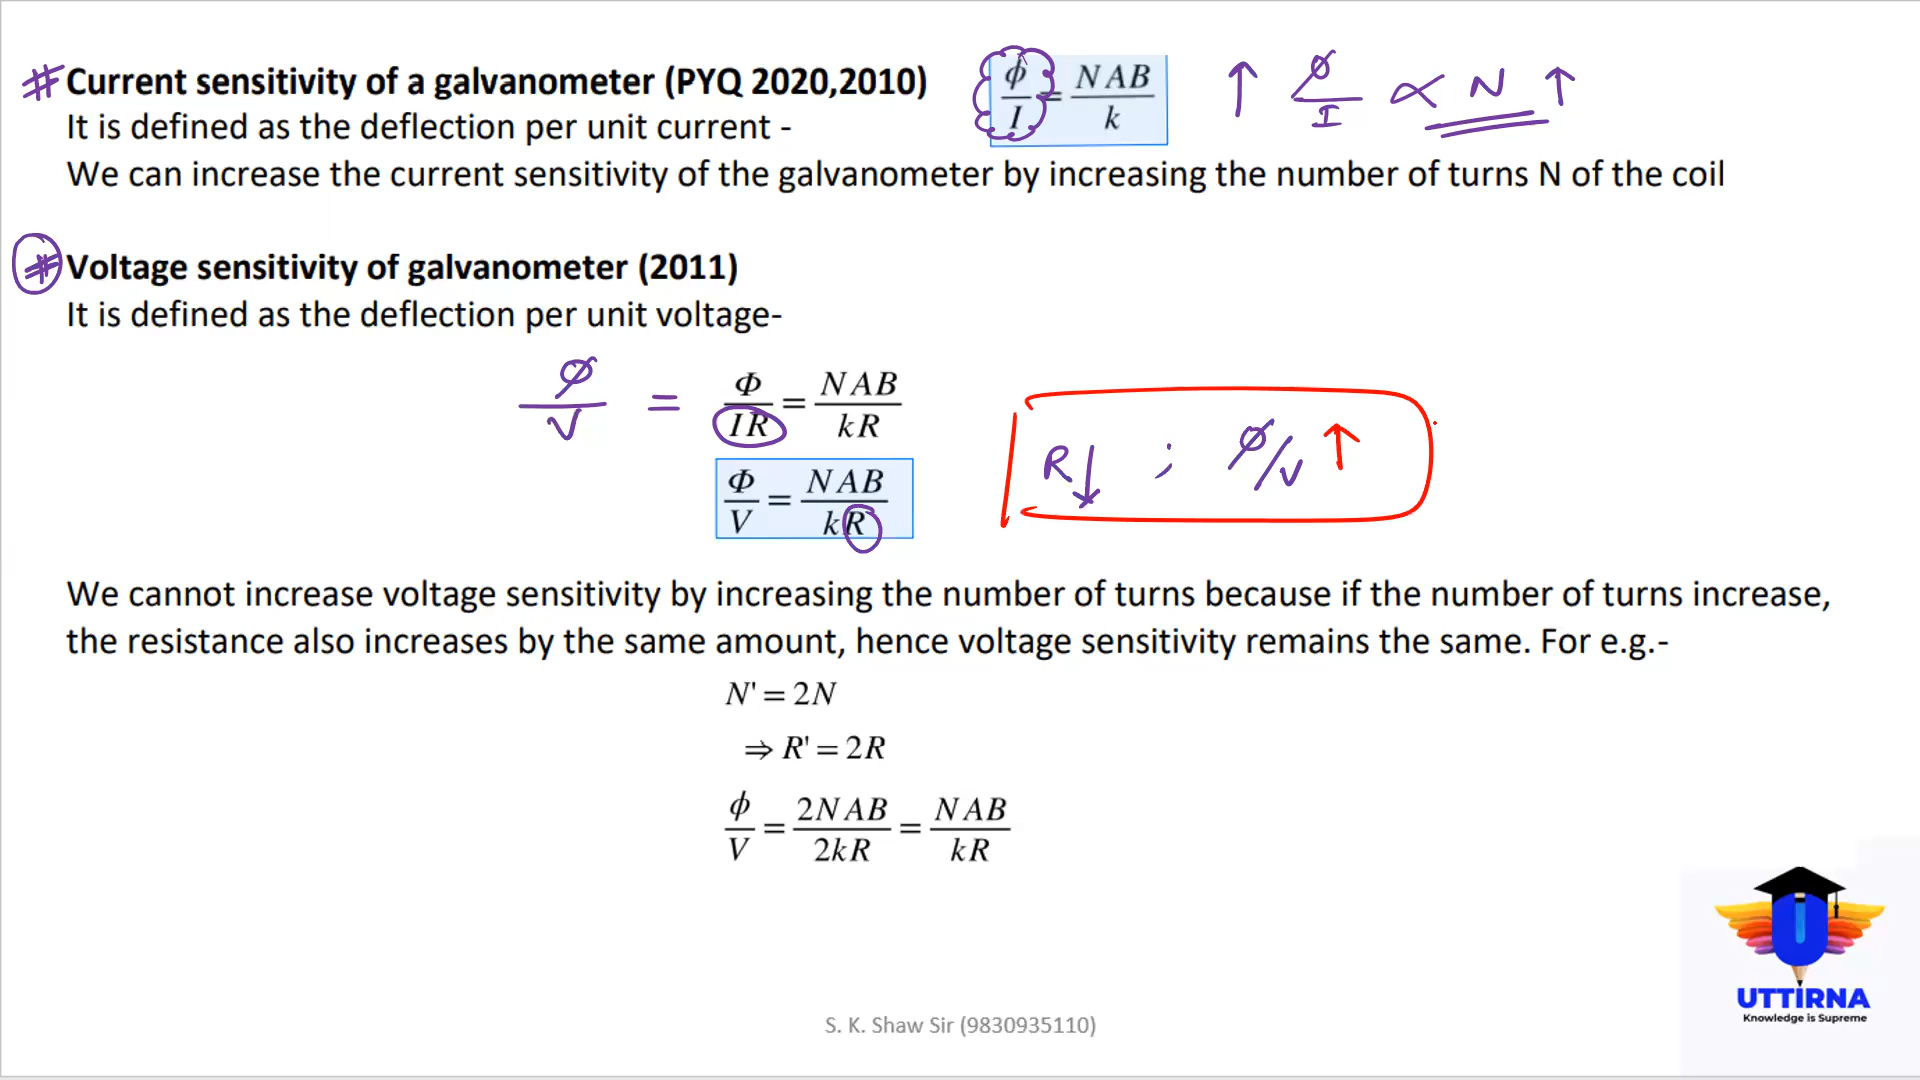 # Current sensitivity of a galvanometer (PYQ 2020,2010) ϕ/I = NAB/k ↑ ϕ/I ∝ N ↑
It is defined as the deflection per unit current -
We can increase the current sensitivity of the galvanometer by increasing the number of turns N of the coil
# Voltage sensitivity of galvanometer (2011)
It is defined as the deflection per unit voltage-
ϕ/V = Φ/IR = NAB/kR
R↓ ; ϕ/V ↑
Φ/V = NAB/kR
We cannot increase voltage sensitivity by increasing the number of turns because if the number of turns increase,
the resistance also increases by the same amount, hence voltage sensitivity remains the same. For e.g.-
N' = 2N
⇒ R' = 2R
ϕ/V = 2NAB/2kR = NAB/kR
UTTIRNA
Knowledge is Supreme
S. K. Shaw Sir (9830935110)